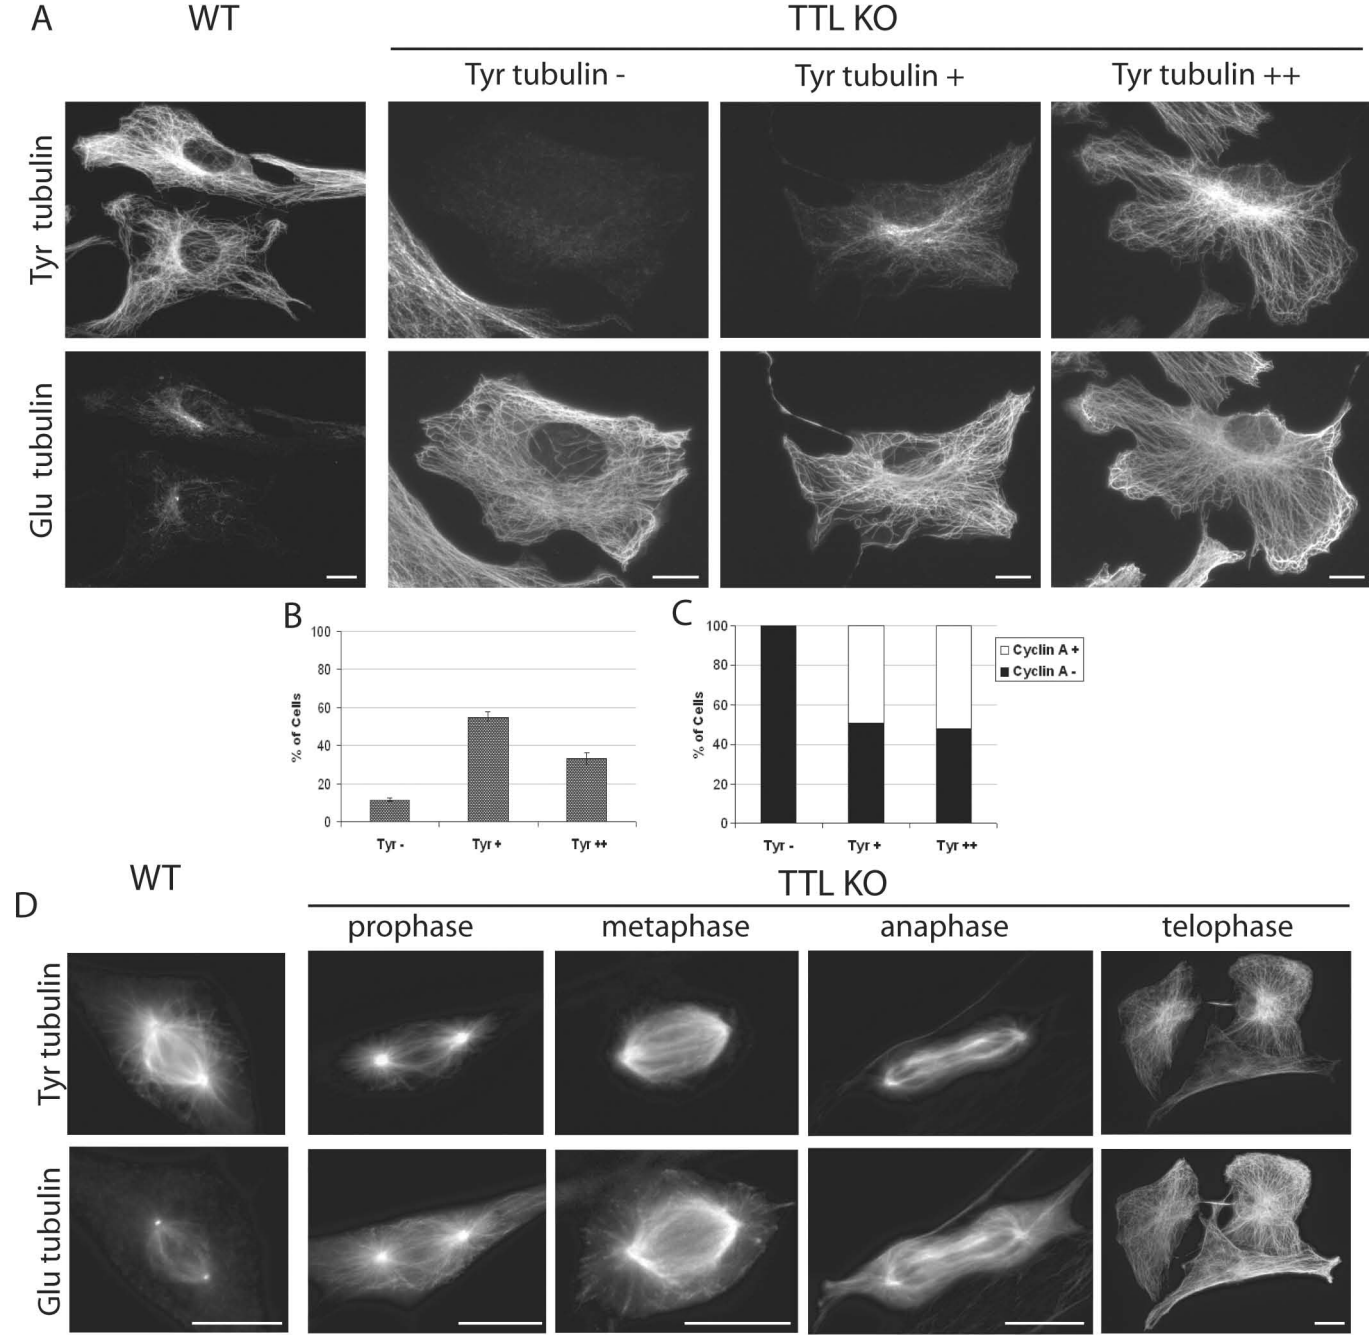 A
WT
TTL KO
Tyr tubulin -
Tyr tubulin +
Tyr tubulin ++
Tyr tubulin
Glu tubulin
B
100
80
60
40
20
0
% of Cells
Tyr -
Tyr +
Tyr ++
C
100
80
60
40
20
0
% of Cells
Tyr -
Tyr +
Tyr ++
Cyclin A +
Cyclin A -
D
WT
TTL KO
prophase
metaphase
anaphase
telophase
Tyr tubulin
Glu tubulin